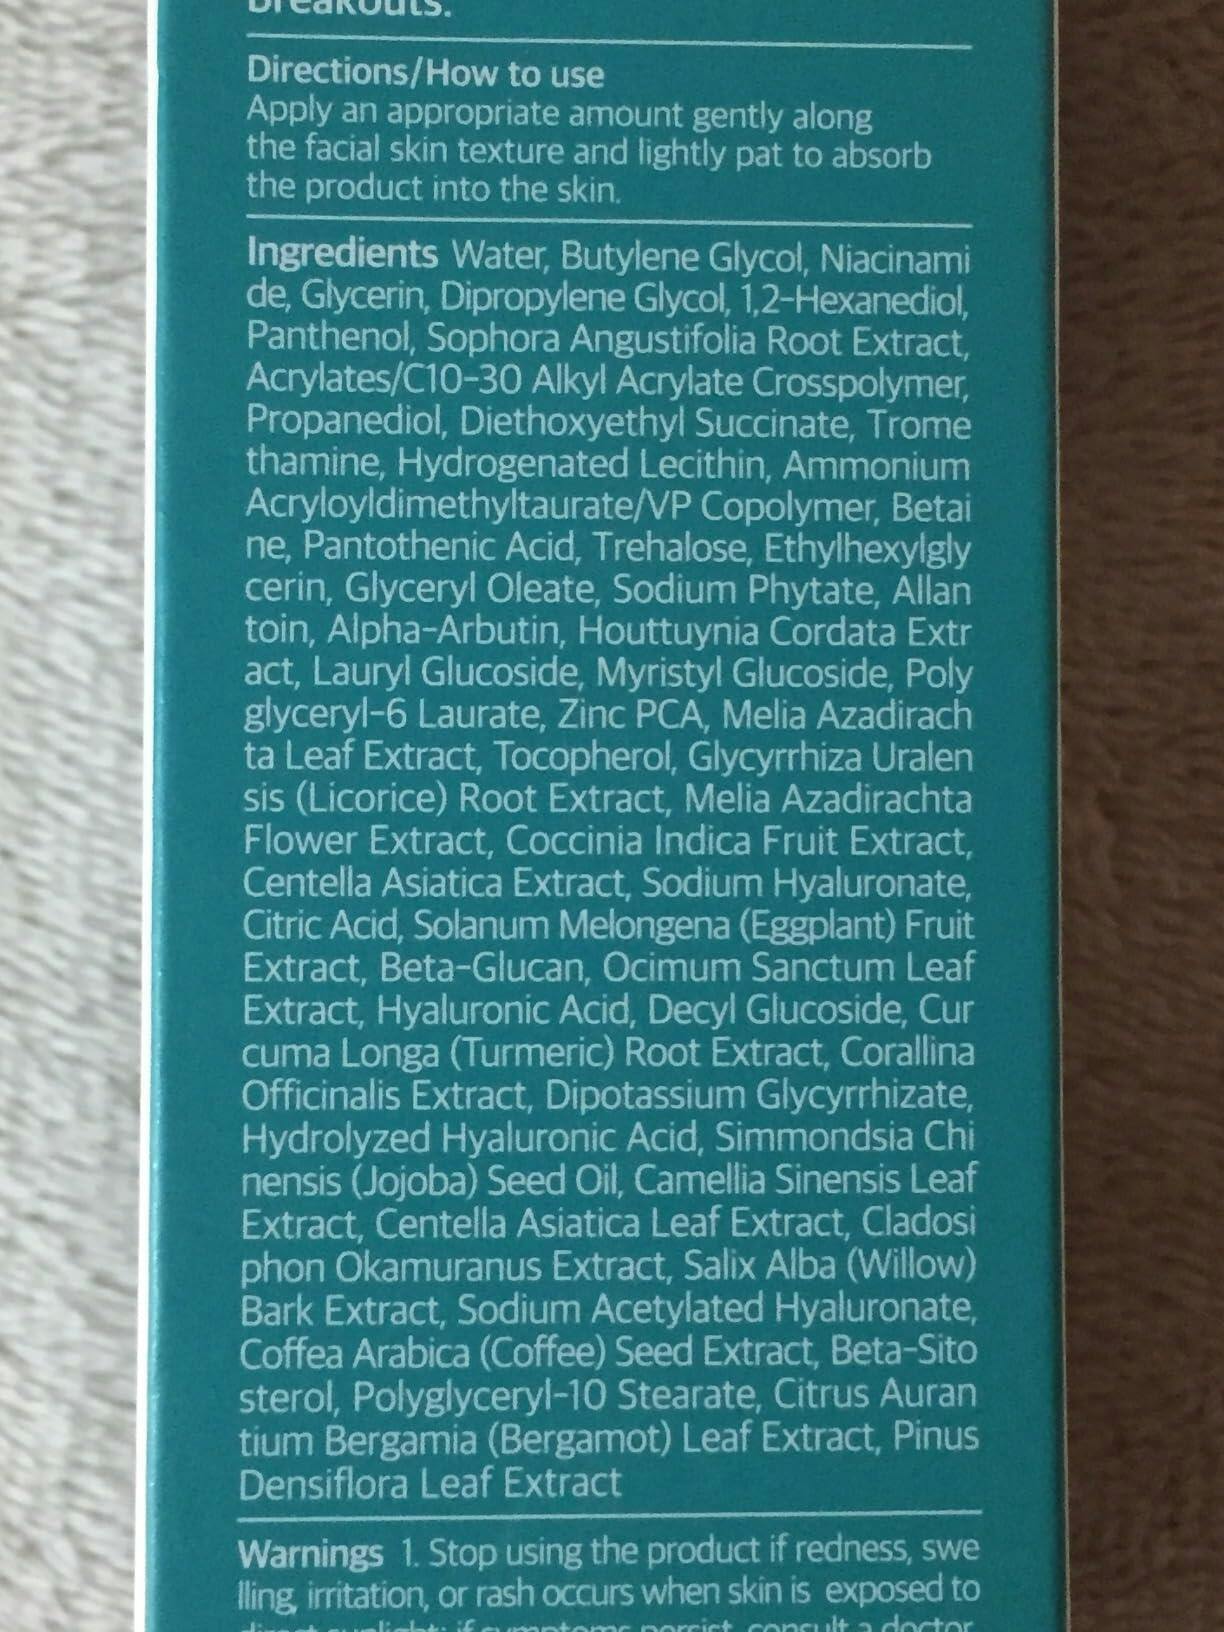 Breakouts.
Directions/How to use
Apply an appropriate amount gently along
the facial skin texture and lightly pat to absorb
the product into the skin.
Ingredients Water, Butylene Glycol, Niacinami
de, Glycerin, Dipropylene Glycol, 1,2-Hexanediol,
Panthenol, Sophora Angustifolia Root Extract,
Acrylates/C10-30 Alkyl Acrylate Crosspolymer,
Propanediol, Diethoxyethyl Succinate, Trome
thamine, Hydrogenated Lecithin, Ammonium
Acryloyldimethyltaurate/VP Copolymer, Betai
ne, Pantothenic Acid, Trehalose, Ethylhexylgly
cerin, Glyceryl Oleate, Sodium Phytate, Allan
toin, Alpha-Arbutin, Houttuynia Cordata Extr
act, Lauryl Glucoside, Myristyl Glucoside, Poly
glyceryl-6 Laurate, Zinc PCA, Melia Azadirach
ta Leaf Extract, Tocopherol, Glycyrrhiza Uralen
sis (Licorice) Root Extract, Melia Azadirachta
Flower Extract, Coccinia Indica Fruit Extract,
Centella Asiatica Extract, Sodium Hyaluronate,
Citric Acid, Solanum Melongena (Eggplant) Fruit
Extract, Beta-Glucan, Ocimum Sanctum Leaf
Extract, Hyaluronic Acid, Decyl Glucoside, Cur
cuma Longa (Turmeric) Root Extract, Corallina
Officinalis Extract, Dipotassium Glycyrrhizate,
Hydrolyzed Hyaluronic Acid, Simmondsia Chi
nensis (Jojoba) Seed Oil, Camellia Sinensis Leaf
Extract, Centella Asiatica Leaf Extract, Cladosi
phon Okamuranus Extract, Salix Alba (Willow)
Bark Extract, Sodium Acetylated Hyaluronate,
Coffea Arabica (Coffee) Seed Extract, Beta-Sito
sterol, Polyglyceryl-10 Stearate, Citrus Auran
tium Bergamia (Bergamot) Leaf Extract, Pinus
Densiflora Leaf Extract
Warnings 1. Stop using the product if redness, swe
lling, irritation, or rash occurs when skin is exposed to
direct sunlight; if symptoms persist, consult a doctor.